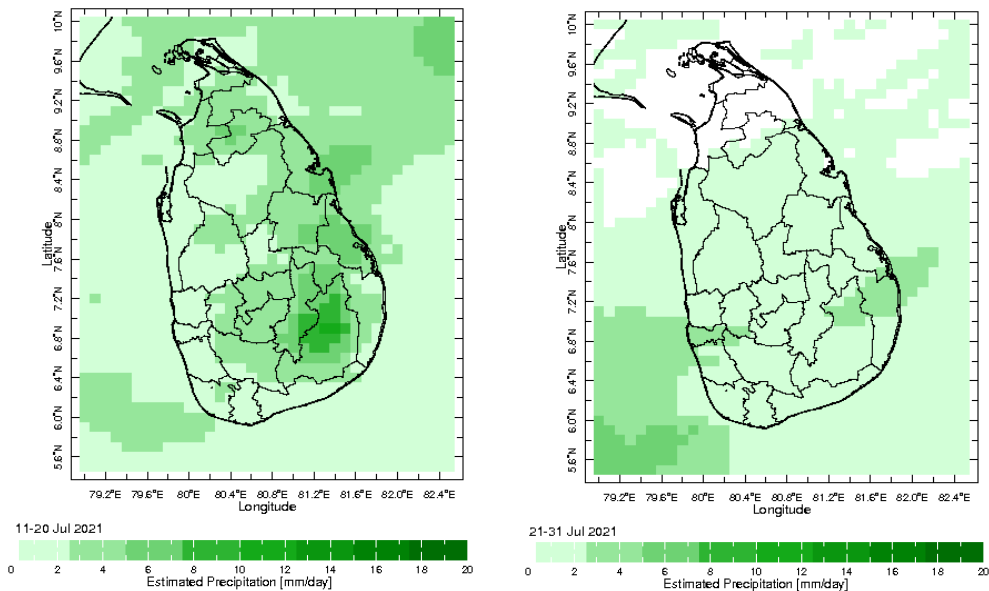 10°N
9.6°N
9.2°N
8.8°N
8.4°N
8°N
7.6°N
7.2°N
6.8°N
6.4°N
6.0°N
5.6°N
Latitude
79.2°E 79.6°E 80°E 80.4°E 80.8°E 81.2°E 81.6°E 82°E 82.4°E
Longitude
11-20 Jul 2021
0 2 4 6 8 10 12 14 16 18 20
Estimated Precipitation [mm/day]
10°N
9.6°N
9.2°N
8.8°N
8.4°N
8°N
7.6°N
7.2°N
6.8°N
6.4°N
6.0°N
5.6°N
Latitude
79.2°E 79.6°E 80°E 80.4°E 80.8°E 81.2°E 81.6°E 82.0°E 82.4°E
Longitude
21-31 Jul 2021
0 2 4 6 8 10 12 14 16 18 20
Estimated Precipitation [mm/day]